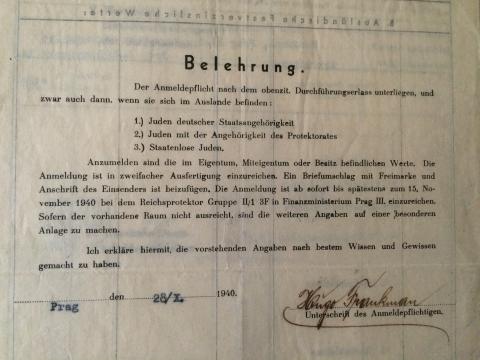 B. Ausländische Festverzinsliche Werte:
Belehrung.
Der Anmeldepflicht nach dem obenzit. Durchführungserlass unterliegen, und
zwar auch dann, wenn sie sich im Auslande befinden:
1.) Juden deutscher Staatsangehörigkeit
2.) Juden mit der Angehörigkeit des Protektorates
3.) Staatenlose Juden.
Anzumelden sind die im Eigentum, Miteigentum oder Besitz befindlichen Werte. Die
Anmeldung ist in zweifacher Ausfertigung einzureichen. Ein Briefumschlag mit Freimarke und
Anschrift des Einsenders ist beizufügen. Die Anmeldung ist ab sofort bis spätestens zum 15. No-
vember 1940 bei dem Reichsprotektor Gruppe II/1 3F in Finanzministerium Prag III. einzureichen.
Sofern der vorhandene Raum nicht ausreicht, sind die weiteren Angaben auf einer besonderen
Anlage zu machen.
Ich erkläre hiermit, die vorstehenden Angaben nach bestem Wissen und Gewissen
gemacht zu haben.
Prag den 28/X. 1940.
Hugo Frankman
Unterschrift des Anmeldepflichtigen.